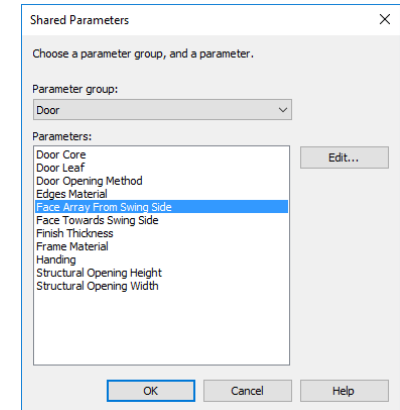 Shared Parameters
Choose a parameter group, and a parameter.
Parameter group:
Door
Parameters:
Door Core
Door Leaf
Door Opening Method
Edges Material
Face Array From Swing Side
Face Towards Swing Side
Finish Thickness
Frame Material
Handing
Structural Opening Height
Structural Opening Width
Edit...
OK
Cancel
Help